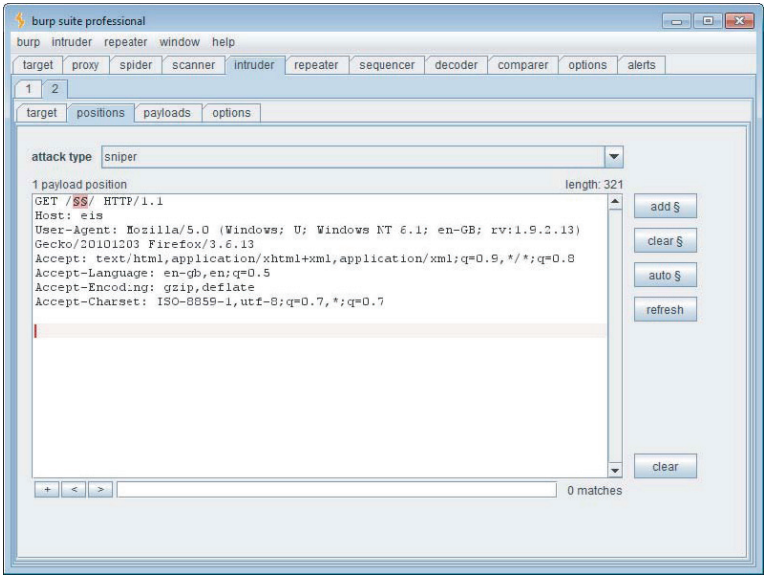 burp suite professional
burp intruder repeater window help
target proxy spider scanner intruder repeater sequencer decoder comparer options alerts
1 2
target positions payloads options
attack type sniper
1 payload position length: 321
GET /§§/ HTTP/1.1
Host: eis
User-Agent: Mozilla/5.0 (Windows; U; Windows NT 6.1; en-GB; rv:1.9.2.13)
Gecko/20101203 Firefox/3.6.13
Accept: text/html,application/xhtml+xml,application/xml;q=0.9,*/*;q=0.8
Accept-Language: en-gb,en;q=0.5
Accept-Encoding: gzip,deflate
Accept-Charset: ISO-8859-1,utf-8;q=0.7,*;q=0.7
add §
clear §
auto §
refresh
clear
+ < > 0 matches